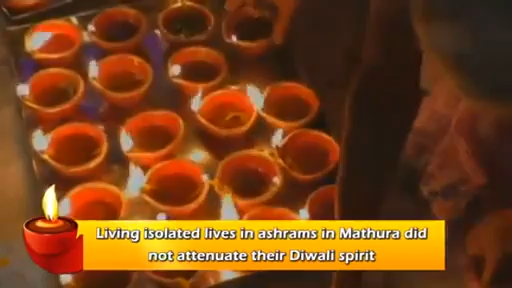 Living isolated lives in ashrams in Mathura did
not attenuate their Diwali spirit